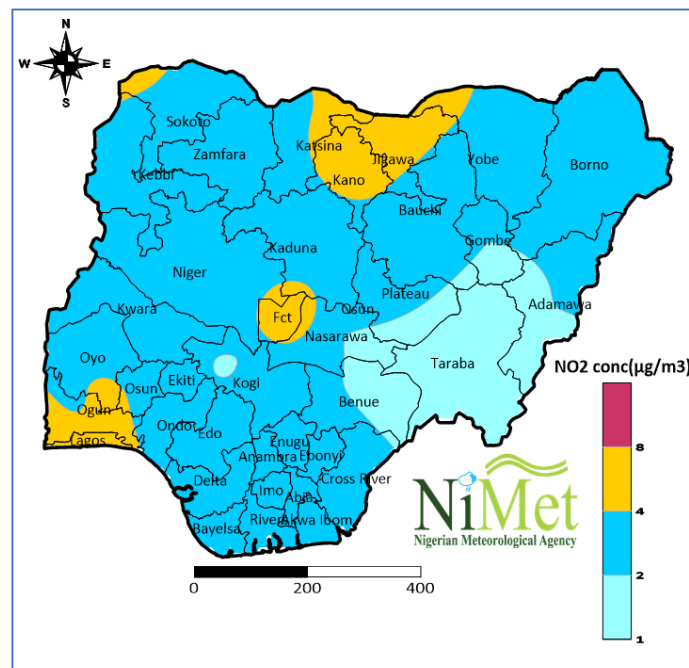 N
W E
S
Sokoto
Katsina
Zamfara
Jigawa
Yobe
Borno
Kebbi
Kano
Bauchi
Kaduna
Gombe
Niger
Plateau
Adamawa
Kwara
Fct
Osun
Nasarawa
Oyo
Taraba
Osun
Ekiti
Kogi
Benue
Ogun
Lagos
Ondo
Edo
Enugu
Anambra
Ebonyi
Delta
Imo
Abia
Cross River
Bayelsa
Rivers
Akwa Ibom
NO2 conc(µg/m3)
8
4
2
1
NiMet
Nigerian Meteorological Agency
0 200 400